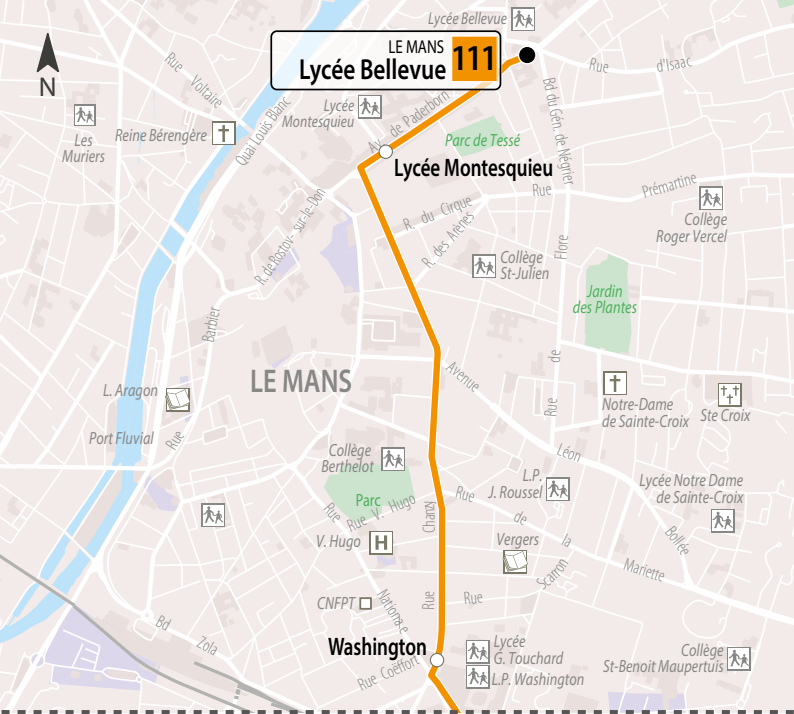 Lycée Bellevue
LE MANS
Lycée Bellevue
111
N
Rue Voltaire
Rue d'Isaac
Les
Muriers
Reine Bérengère
Quai Louis Blanc
Lycée
Montesquieu
Av. de Paderborn
Parc de Tessé
Bd du Gén. de Négrier
Lycée Montesquieu
Rue Prémartine
R. de Rostov- sur-le-Don
R. du Cirque
R. des Arènes
Collège
Roger Vercel
Collège
St-Julien
Rue de Flore
Jardin
des Plantes
Rue Barbier
LE MANS
Avenue Léon Bollée
L. Aragon
Notre-Dame
de Sainte-Croix
Ste Croix
Port Fluvial
Collège
Berthelot
L.P.
J. Roussel
Lycée Notre Dame
de Sainte-Croix
Parc
Rue V. Hugo
Rue Chanzy
Rue de la Mariette
V. Hugo
H
Vergers
Rue Scarron
CNFPT
Rue Nationale
Bd Zola
Washington
Rue Coëffort
Lycée
G. Touchard
L.P. Washington
Collège
St-Benoit Maupertuis